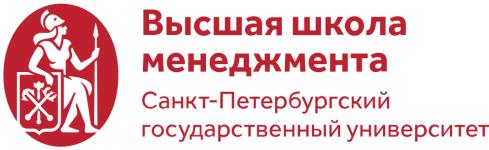 Высшая школа
менеджмента
Санкт-Петербургский
государственный университет